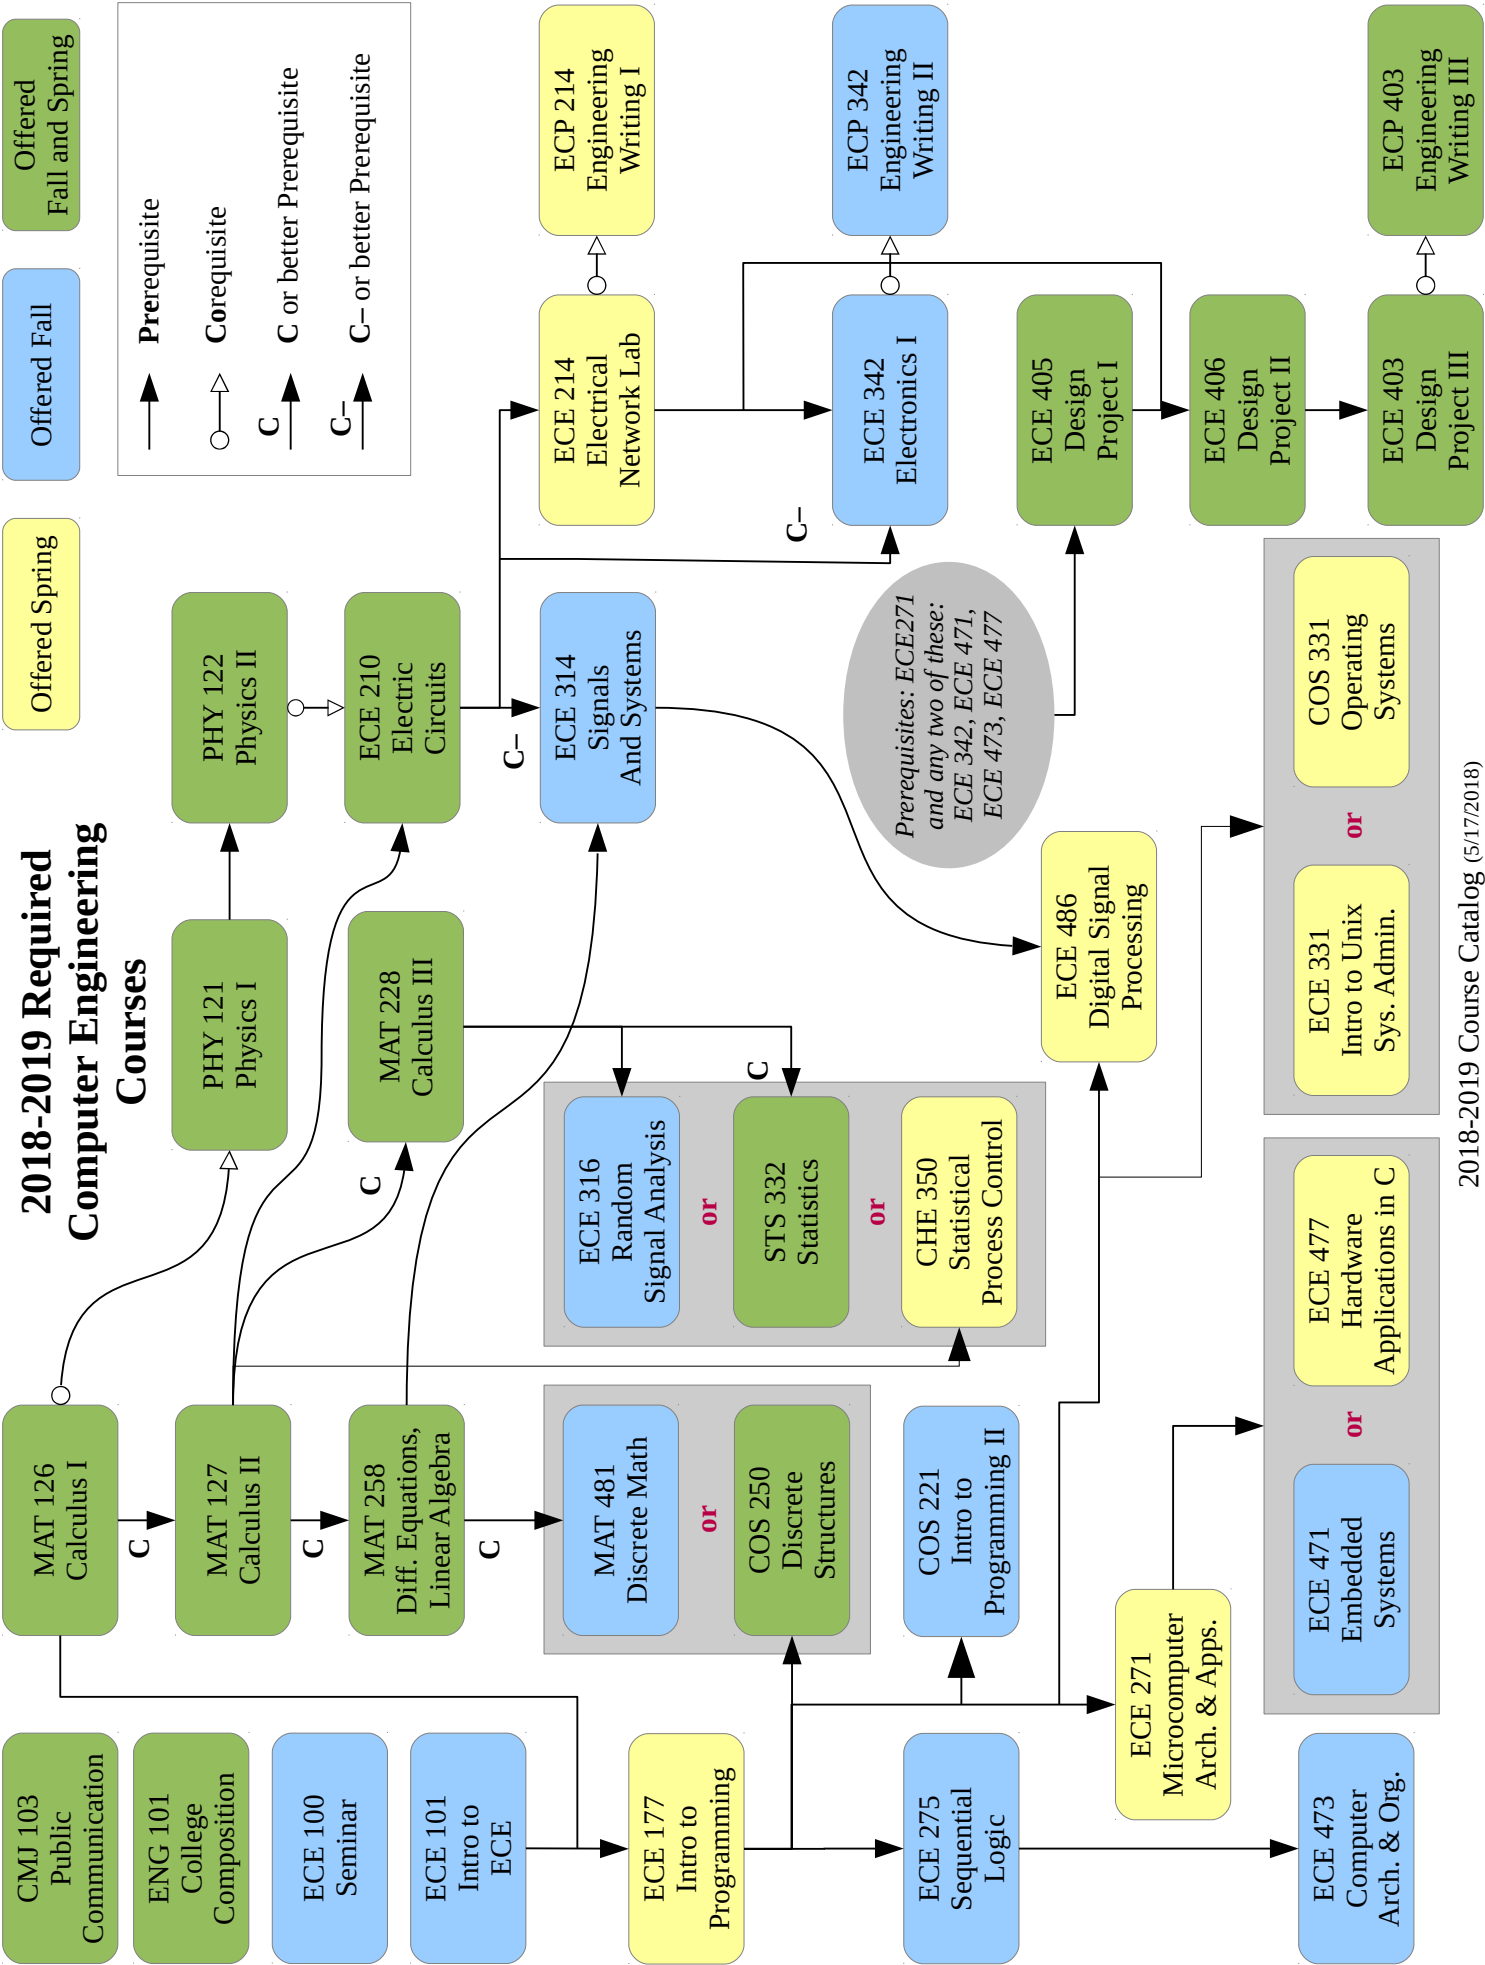 2018-2019 Required
Computer Engineering
Courses
Offered Spring
Offered Fall
Offered
Fall and Spring
Prerequisite
Corequisite
C
C or better Prerequisite
C–
C– or better Prerequisite
CMJ 103
Public
Communication
ENG 101
College
Composition
ECE 100
Seminar
ECE 101
Intro to
ECE
ECE 177
Intro to
Programming
ECE 275
Sequential
Logic
ECE 473
Computer
Arch. & Org.
MAT 126
Calculus I
C
MAT 127
Calculus II
C
MAT 258
Diff. Equations,
Linear Algebra
C
MAT 481
Discrete Math
or
COS 250
Discrete
Structures
COS 221
Intro to
Programming II
ECE 271
Microcomputer
Arch. & Apps.
ECE 471
Embedded
Systems
or
ECE 477
Hardware
Applications in C
PHY 121
Physics I
C
MAT 228
Calculus III
ECE 316
Random
Signal Analysis
or
C
STS 332
Statistics
or
CHE 350
Statistical
Process Control
ECE 486
Digital Signal
Processing
ECE 331
Intro to Unix
Sys. Admin.
or
COS 331
Operating
Systems
PHY 122
Physics II
ECE 210
Electric
Circuits
C–
ECE 314
Signals
And Systems
Prerequisites: ECE271
and any two of these:
ECE 342, ECE 471,
ECE 473, ECE 477
ECE 214
Electrical
Network Lab
C–
ECE 342
Electronics I
ECE 405
Design
Project I
ECE 406
Design
Project II
ECE 403
Design
Project III
ECP 214
Engineering
Writing I
ECP 342
Engineering
Writing II
ECP 403
Engineering
Writing III
2018-2019 Course Catalog (5/17/2018)